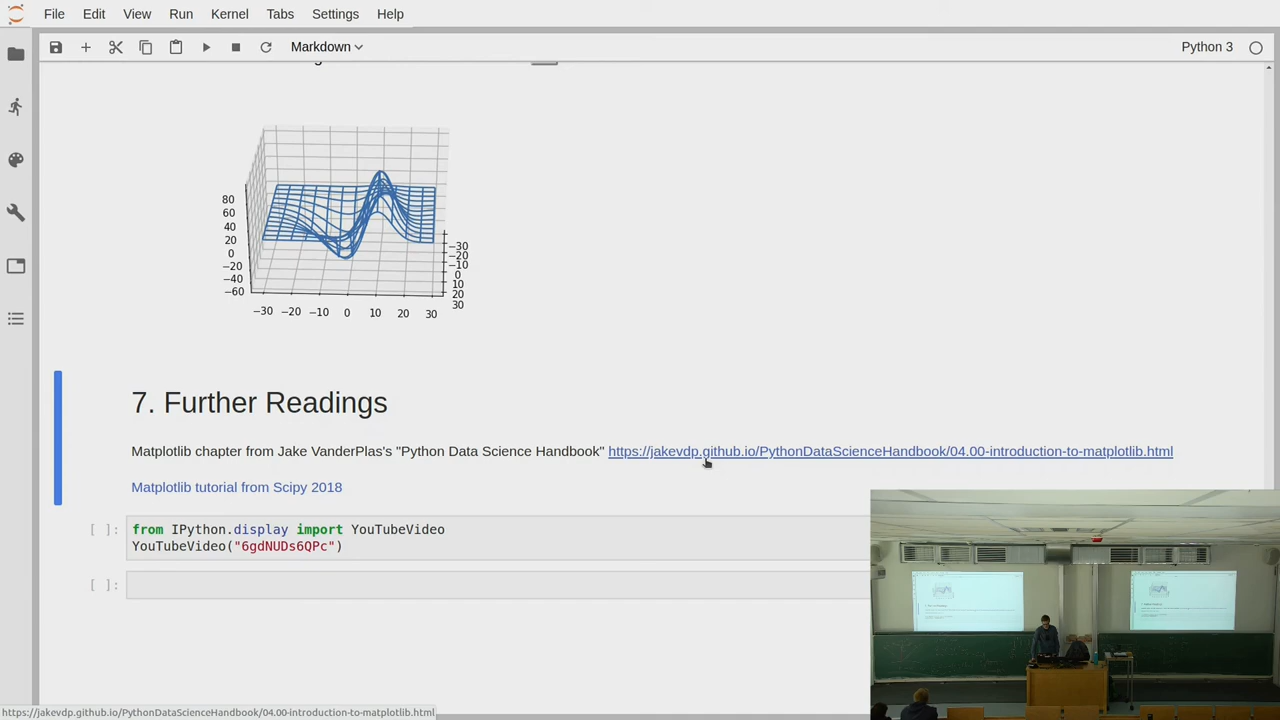 File Edit View Run Kernel Tabs Settings Help
Markdown Python 3
80
60
40
20
0
−20
−40
−60
−30 −20 −10 0 10 20 30
−30
−20
−10
0
10
20
30
7. Further Readings
Matplotlib chapter from Jake VanderPlas's "Python Data Science Handbook" https://jakevdp.github.io/PythonDataScienceHandbook/04.00-introduction-to-matplotlib.html
Matplotlib tutorial from Scipy 2018
[ ]: from IPython.display import YouTubeVideo
YouTubeVideo("6gdNUDs6QPc")
[ ]:
https://jakevdp.github.io/PythonDataScienceHandbook/04.00-introduction-to-matplotlib.html